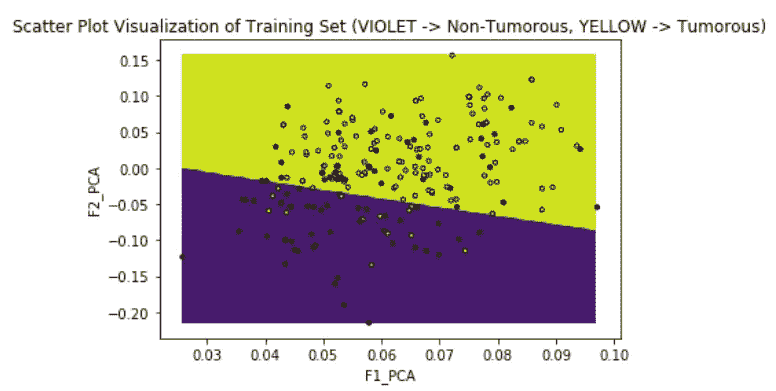 Scatter Plot Visualization of Training Set (VIOLET -> Non-Tumorous, YELLOW -> Tumorous)
0.15
0.10
0.05
0.00
−0.05
−0.10
−0.15
−0.20
F2_PCA
0.03 0.04 0.05 0.06 0.07 0.08 0.09 0.10
F1_PCA